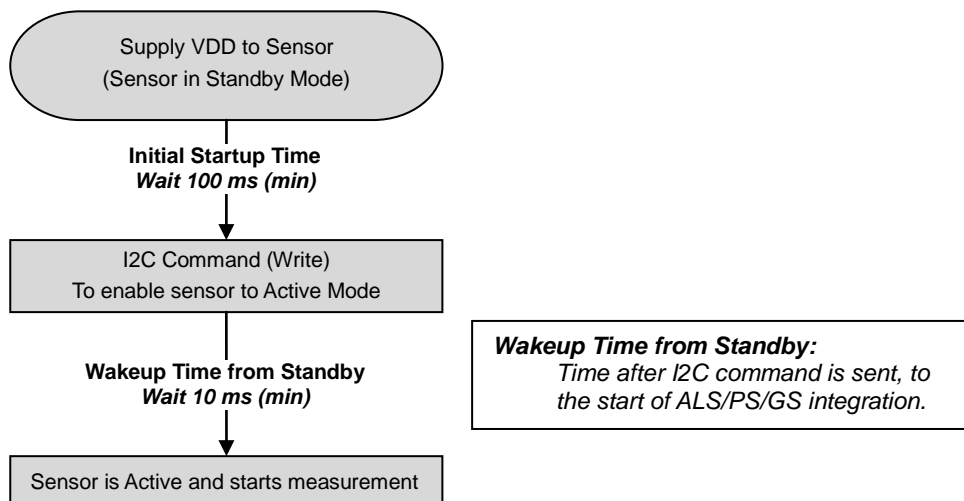 Supply VDD to Sensor
(Sensor in Standby Mode)
Initial Startup Time
Wait 100 ms (min)
I2C Command (Write)
To enable sensor to Active Mode
Wakeup Time from Standby
Wait 10 ms (min)
Sensor is Active and starts measurement
Wakeup Time from Standby:
Time after I2C command is sent, to
the start of ALS/PS/GS integration.